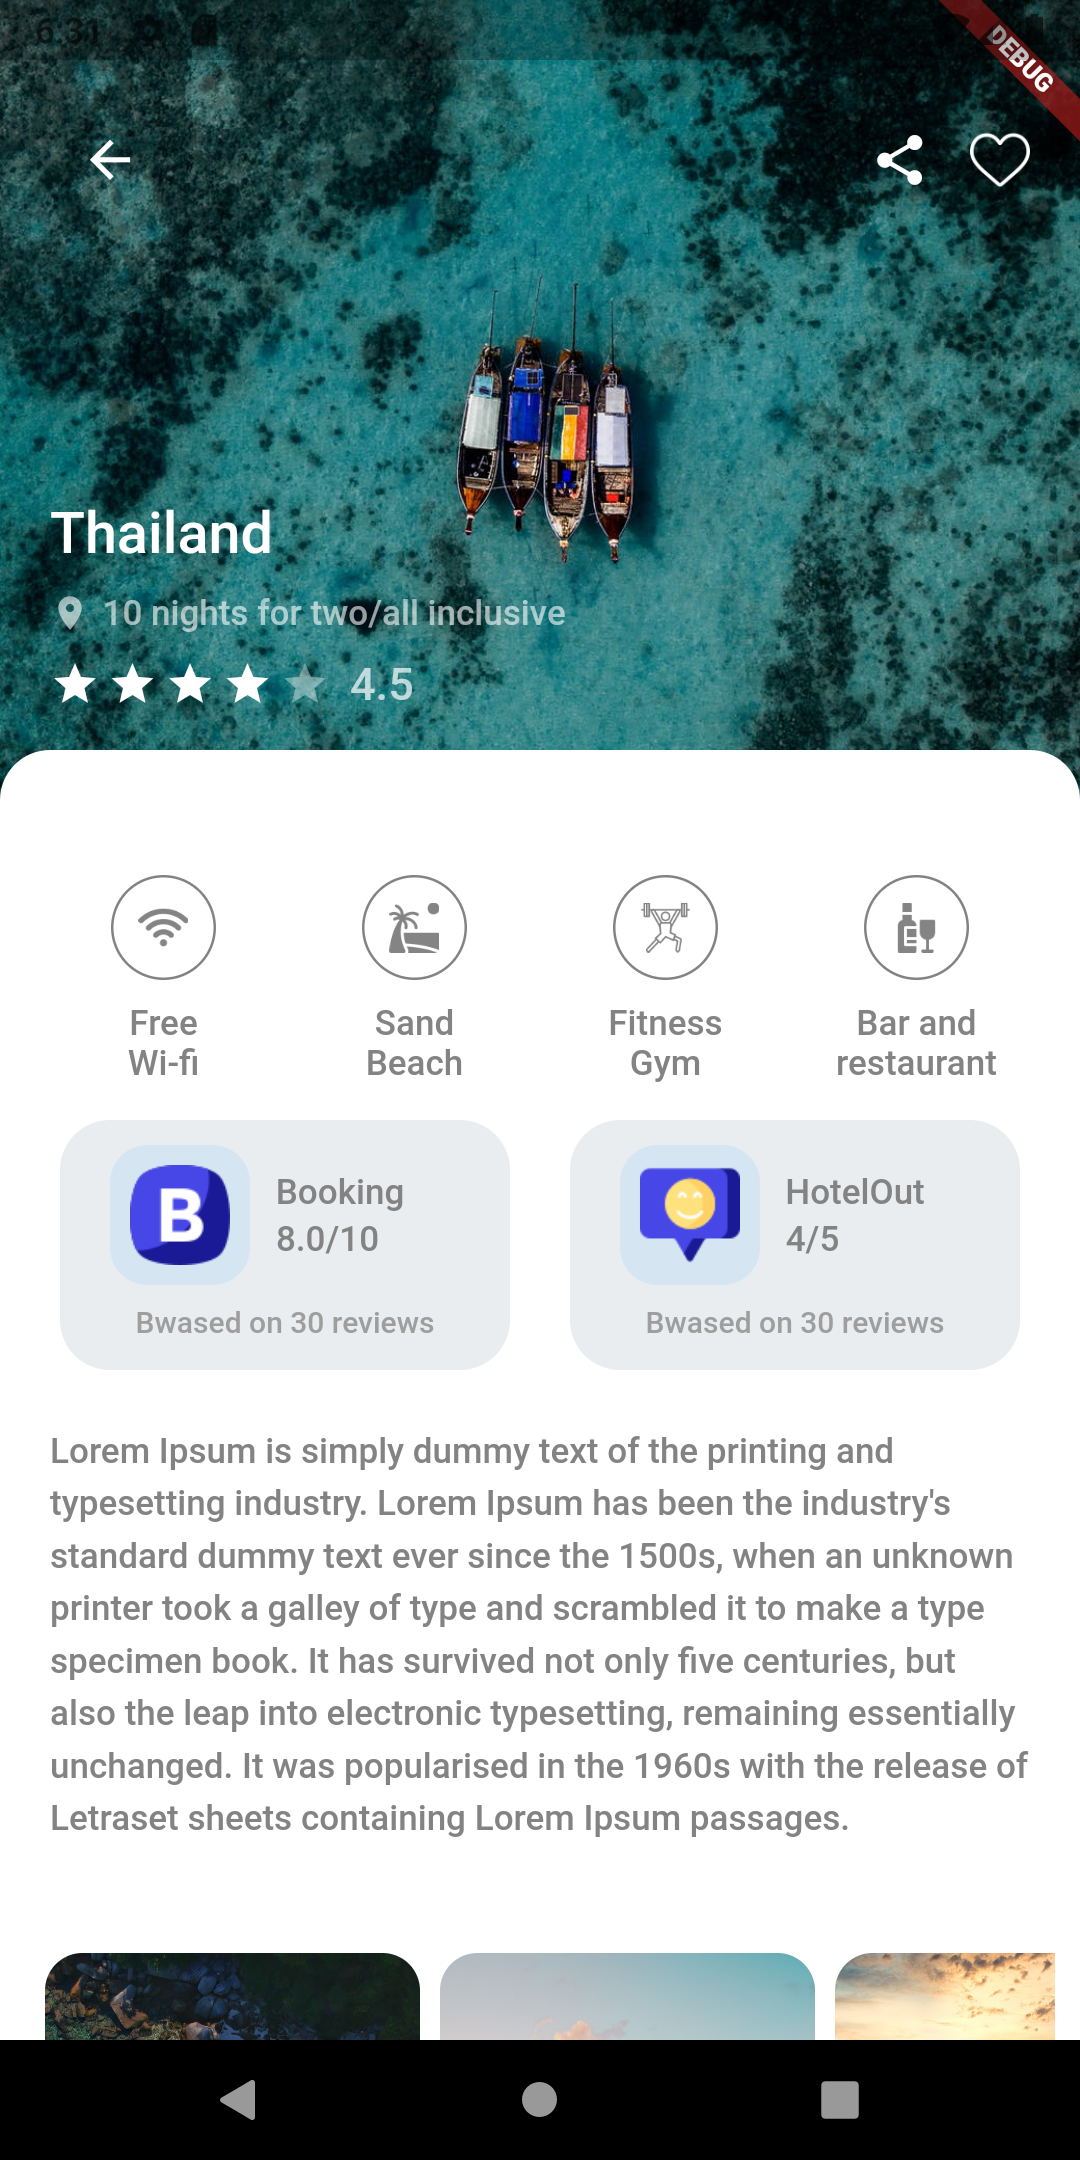 6:31
DEBUG
Thailand
10 nights for two/all inclusive
4.5
Free
Wi-fi
Sand
Beach
Fitness
Gym
Bar and
restaurant
B
Booking
8.0/10
Bwased on 30 reviews
HotelOut
4/5
Bwased on 30 reviews
Lorem Ipsum is simply dummy text of the printing and
typesetting industry. Lorem Ipsum has been the industry's
standard dummy text ever since the 1500s, when an unknown
printer took a galley of type and scrambled it to make a type
specimen book. It has survived not only five centuries, but
also the leap into electronic typesetting, remaining essentially
unchanged. It was popularised in the 1960s with the release of
Letraset sheets containing Lorem Ipsum passages.